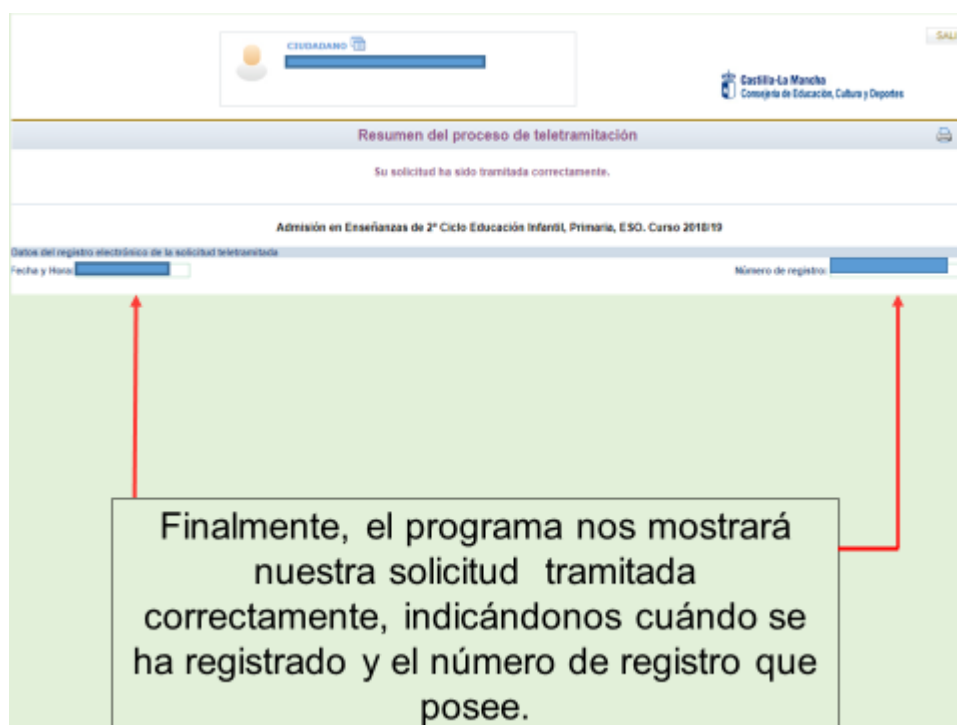 CIUDADANO
SALI
Castilla-La Mancha
Consejería de Educación, Cultura y Deportes
Resumen del proceso de teletramitación
Su solicitud ha sido tramitada correctamente.
Admisión en Enseñanzas de 2º Ciclo Educación Infantil, Primaria, ESO. Curso 2018/19
Datos del registro electrónico de la solicitud teletramitada
Fecha y Hora:
Número de registro:
Finalmente, el programa nos mostrará
nuestra solicitud tramitada
correctamente, indicándonos cuándo se
ha registrado y el número de registro que
posee.